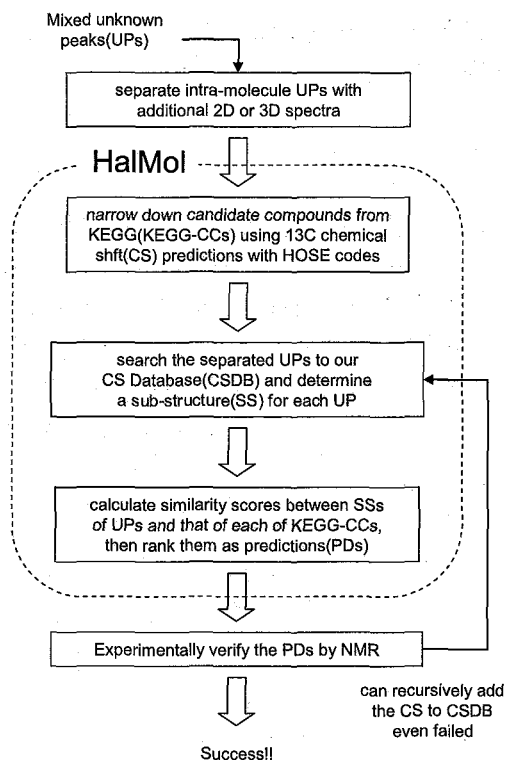 Mixed unknown
peaks(UPs)
separate intra-molecule UPs with
additional 2D or 3D spectra
HalMol
narrow down candidate compounds from
KEGG(KEGG-CCs) using 13C chemical
shft(CS) predictions with HOSE codes
search the separated UPs to our
CS Database(CSDB) and determine
a sub-structure(SS) for each UP
calculate similarity scores between SSs
of UPs and that of each of KEGG-CCs,
then rank them as predictions(PDs)
Experimentally verify the PDs by NMR
can recursively add
the CS to CSDB
even failed
Success!!